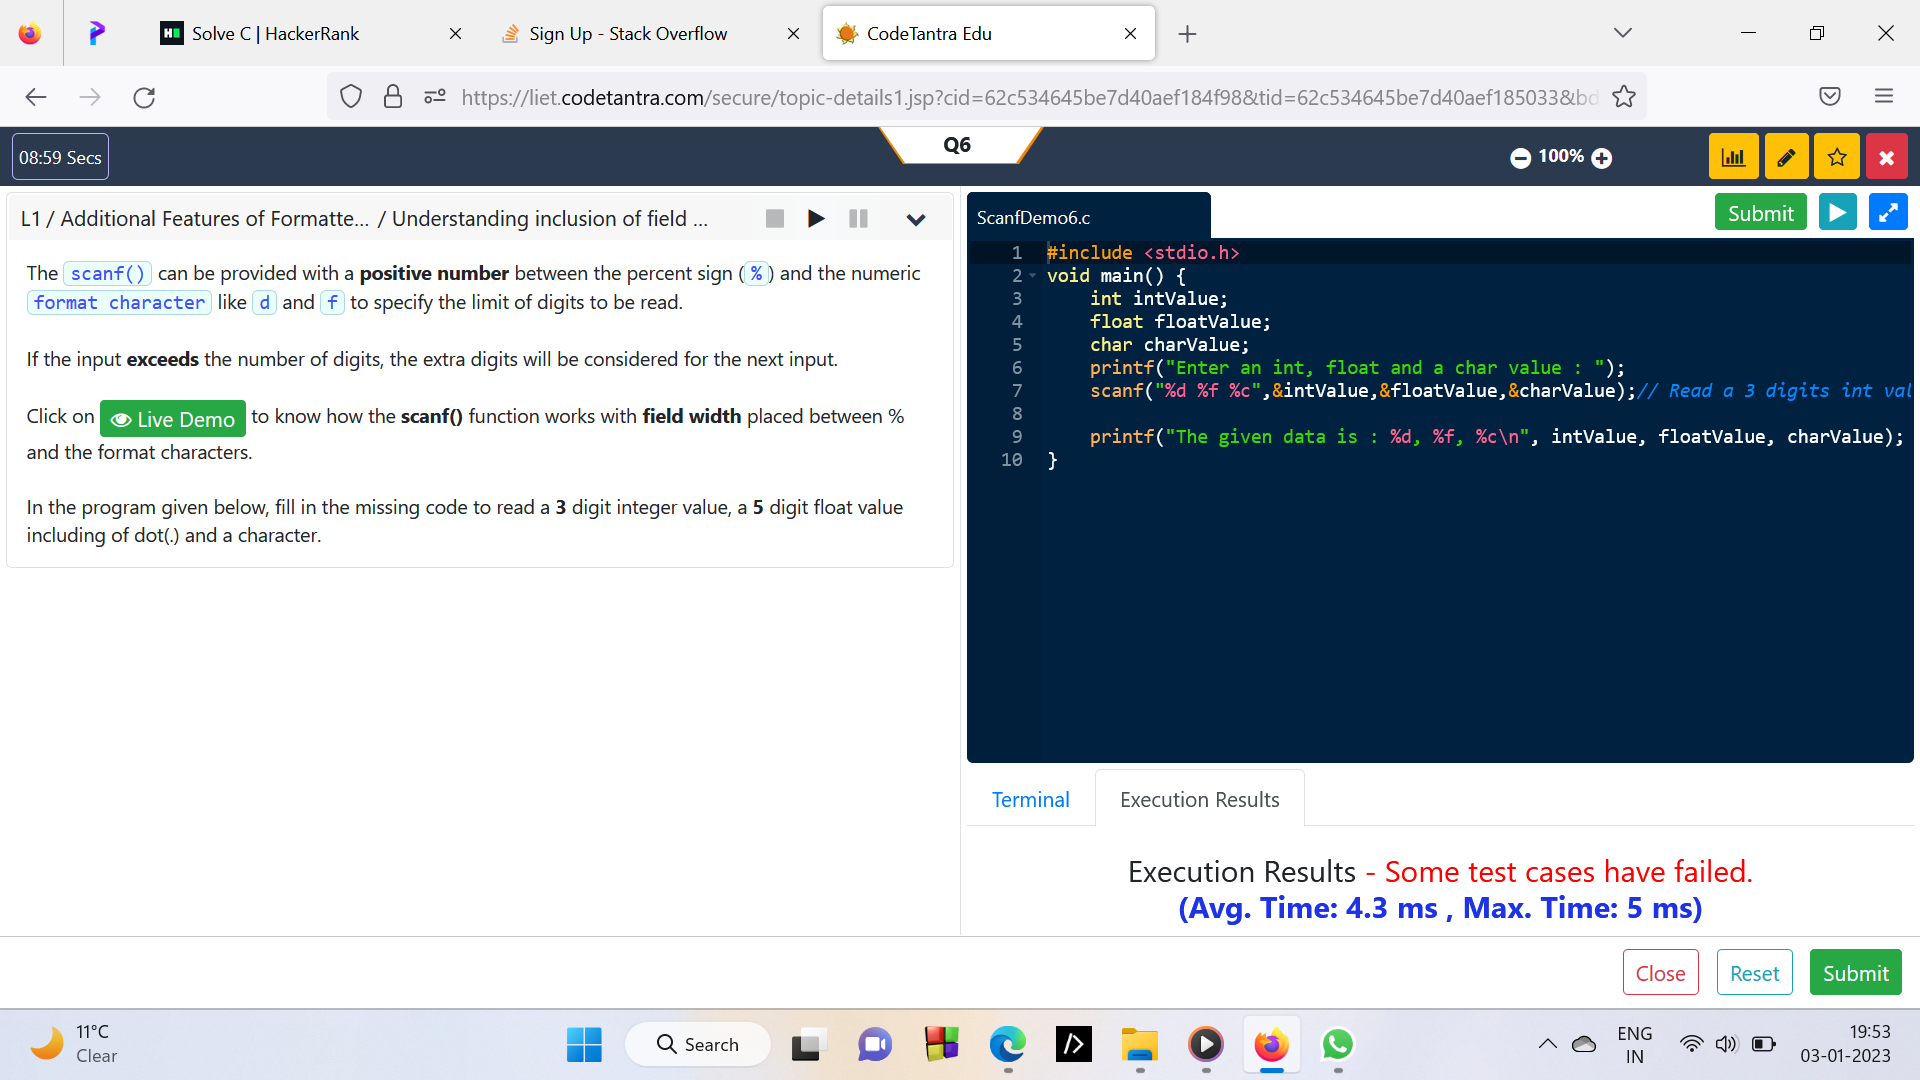 Solve C | HackerRank
Sign Up - Stack Overflow
CodeTantra Edu
https://liet.codetantra.com/secure/topic-details1.jsp?cid=62c534645be7d40aef184f98&tid=62c534645be7d40aef185033&bd
08:59 Secs
Q6
100%
L1 / Additional Features of Formatte... / Understanding inclusion of field ...
The scanf() can be provided with a positive number between the percent sign (%) and the numeric
format character like d and f to specify the limit of digits to be read.
If the input exceeds the number of digits, the extra digits will be considered for the next input.
Click on Live Demo to know how the scanf() function works with field width placed between %
and the format characters.
In the program given below, fill in the missing code to read a 3 digit integer value, a 5 digit float value
including of dot(.) and a character.
ScanfDemo6.c
Submit
1 #include <stdio.h>
2 void main() {
3 int intValue;
4 float floatValue;
5 char charValue;
6 printf("Enter an int, float and a char value : ");
7 scanf("%d %f %c",&intValue,&floatValue,&charValue);// Read a 3 digits int val
8
9 printf("The given data is : %d, %f, %c\n", intValue, floatValue, charValue);
10 }
Terminal
Execution Results
Execution Results - Some test cases have failed.
(Avg. Time: 4.3 ms , Max. Time: 5 ms)
Close
Reset
Submit
11°C
Clear
Search
ENG
IN
19:53
03-01-2023